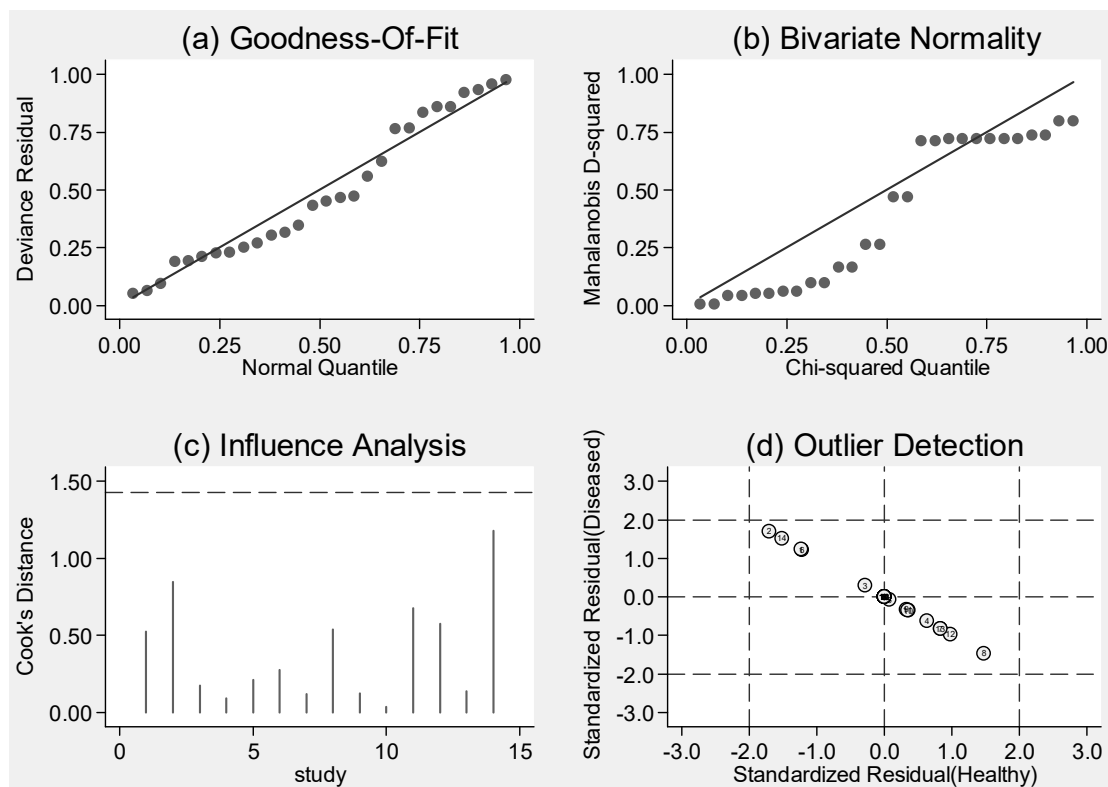 (a) Goodness-Of-Fit
Deviance Residual
1.00
0.75
0.50
0.25
0.00
0.00 0.25 0.50 0.75 1.00
Normal Quantile
(b) Bivariate Normality
Mahalanobis D-squared
1.00
0.75
0.50
0.25
0.00
0.00 0.25 0.50 0.75 1.00
Chi-squared Quantile
(c) Influence Analysis
Cook's Distance
1.50
1.00
0.50
0.00
0 5 10 15
study
(d) Outlier Detection
Standardized Residual(Diseased)
3.0
2.0
1.0
0.0
-1.0
-2.0
-3.0
2
14
3
4
12
8
-3.0 -2.0 -1.0 0.0 1.0 2.0 3.0
Standardized Residual(Healthy)